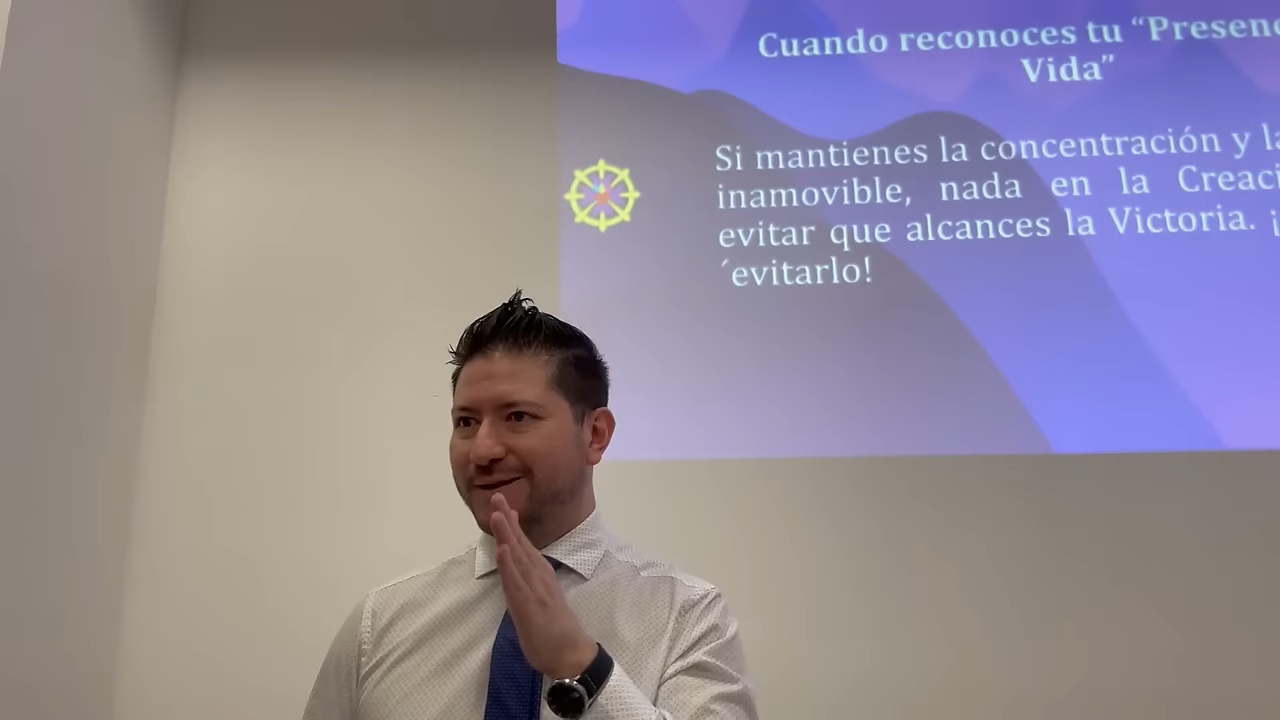 Cuando reconoces tu “Presenc
Vida”
Si mantienes la concentración y la
inamovible, nada en la Creaci
evitar que alcances la Victoria. ¡
´evitarlo!